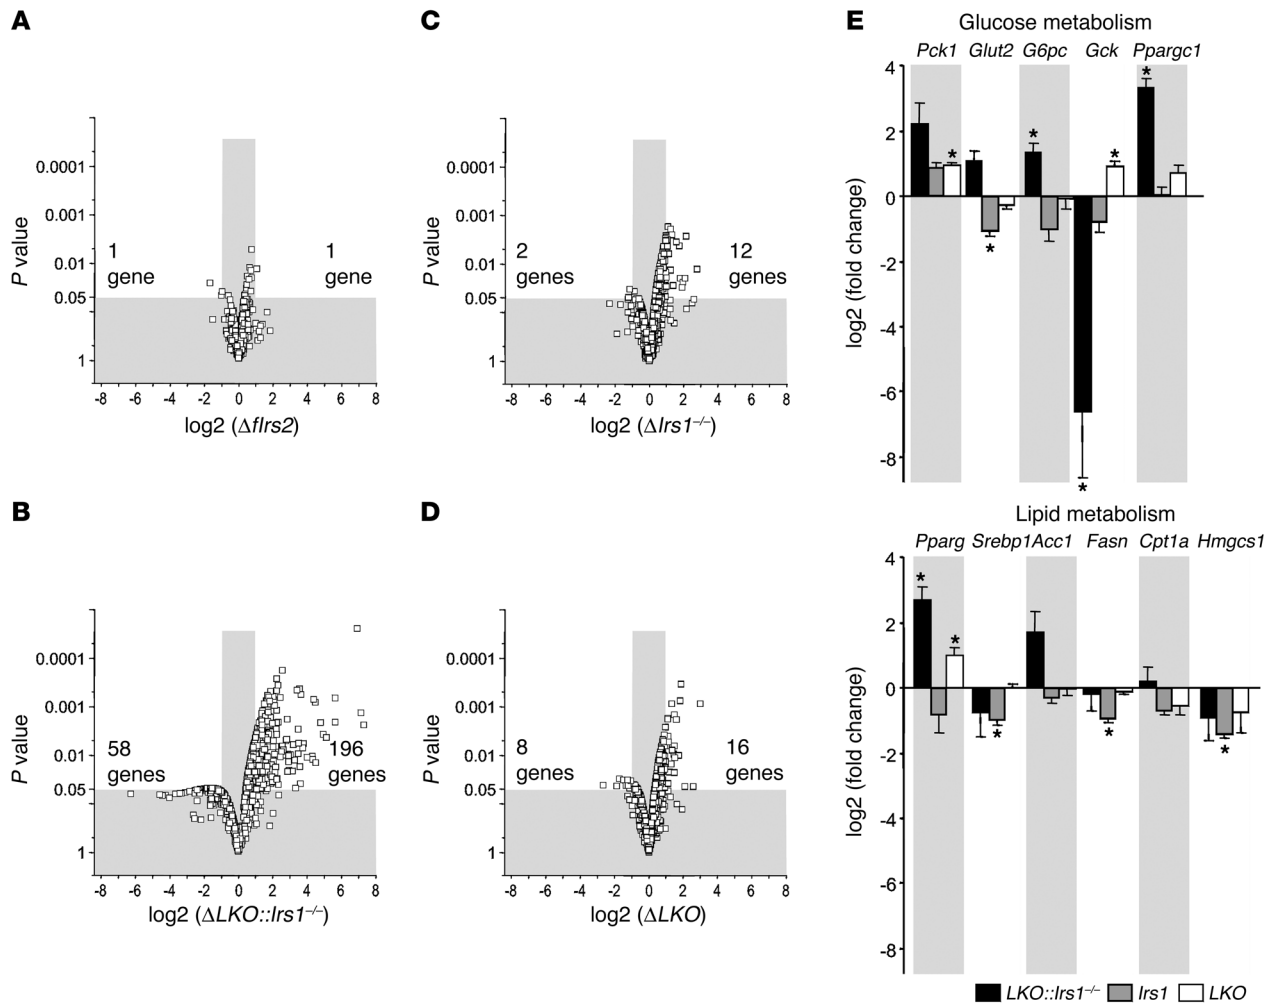 A
0.0001
0.001
0.01
0.05
1
P value
1
gene
1
gene
-8 -6 -4 -2 0 2 4 6 8
log2 (ΔfIrs2)
C
0.0001
0.001
0.01
0.05
1
P value
2
genes
12
genes
-8 -6 -4 -2 0 2 4 6 8
log2 (ΔIrs1–/–)
B
0.0001
0.001
0.01
0.05
1
P value
58
genes
196
genes
-8 -6 -4 -2 0 2 4 6 8
log2 (ΔLKO::Irs1–/–)
D
0.0001
0.001
0.01
0.05
1
P value
8
genes
16
genes
-8 -6 -4 -2 0 2 4 6 8
log2 (ΔLKO)
E
Glucose metabolism
Pck1 Glut2 G6pc Gck Ppargc1
4
2
0
-2
-4
-6
-8
log2 (fold change)
* * * * * *
Lipid metabolism
Pparg Srebp1 Acc1 Fasn Cpt1a Hmgcs1
4
2
0
-2
-4
-6
-8
log2 (fold change)
* * * * *
LKO::Irs1–/– Irs1 LKO